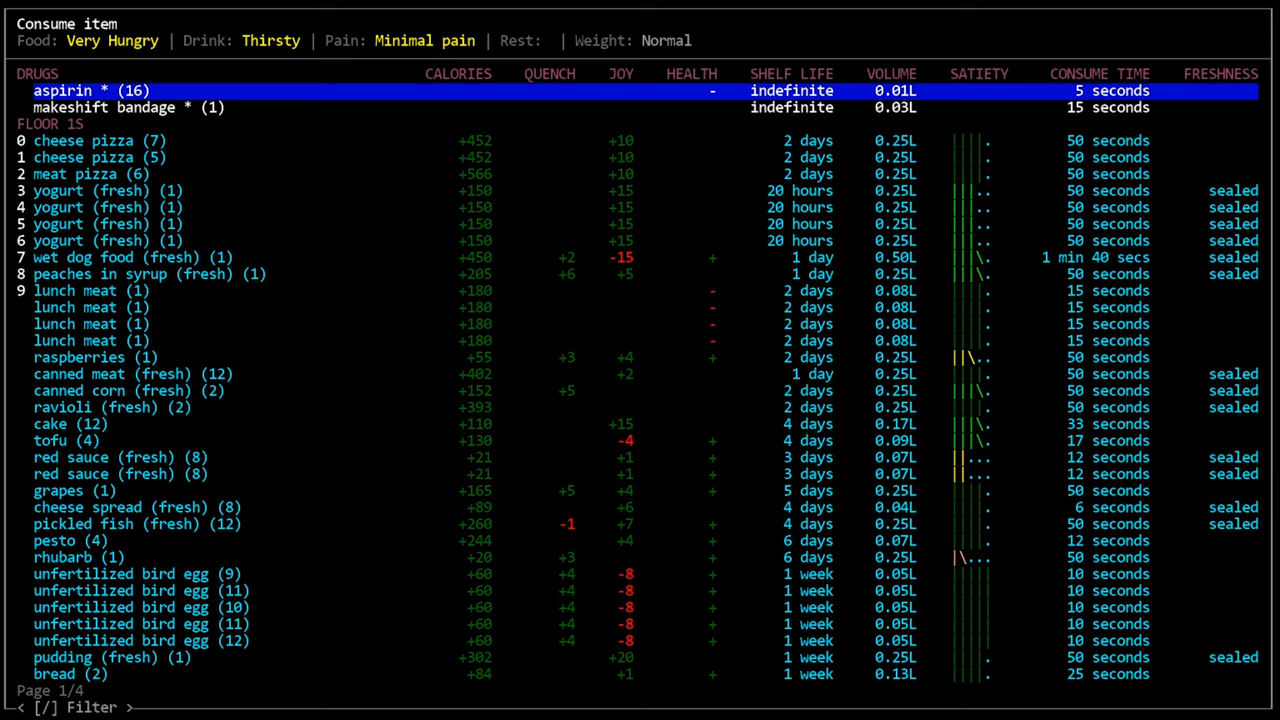 Consume item
Food: Very Hungry | Drink: Thirsty | Pain: Minimal pain | Rest: | Weight: Normal
DRUGS CALORIES QUENCH JOY HEALTH SHELF LIFE VOLUME SATIETY CONSUME TIME FRESHNESS
aspirin * (16) - indefinite 0.01L 5 seconds
makeshift bandage * (1) indefinite 0.03L 15 seconds
FLOOR 1S
0 cheese pizza (7) +452 +10 2 days 0.25L ||||. 50 seconds
1 cheese pizza (5) +452 +10 2 days 0.25L ||||. 50 seconds
2 meat pizza (6) +566 +10 2 days 0.25L ||||. 50 seconds
3 yogurt (fresh) (1) +150 +15 20 hours 0.25L |||.. 50 seconds sealed
4 yogurt (fresh) (1) +150 +15 20 hours 0.25L |||.. 50 seconds sealed
5 yogurt (fresh) (1) +150 +15 20 hours 0.25L |||.. 50 seconds sealed
6 yogurt (fresh) (1) +150 +15 20 hours 0.25L |||.. 50 seconds sealed
7 wet dog food (fresh) (1) +450 +2 -15 + 1 day 0.50L |||\. 1 min 40 secs sealed
8 peaches in syrup (fresh) (1) +205 +6 +5 1 day 0.25L |||\. 50 seconds sealed
9 lunch meat (1) +180 - 2 days 0.08L ||||. 15 seconds
lunch meat (1) +180 - 2 days 0.08L ||||. 15 seconds
lunch meat (1) +180 - 2 days 0.08L ||||. 15 seconds
lunch meat (1) +180 - 2 days 0.08L ||||. 15 seconds
raspberries (1) +55 +3 +4 + 2 days 0.25L ||\.. 50 seconds
canned meat (fresh) (12) +402 +2 1 day 0.25L ||||. 50 seconds sealed
canned corn (fresh) (2) +152 +5 2 days 0.25L |||\. 50 seconds sealed
ravioli (fresh) (2) +393 2 days 0.25L ||||. 50 seconds sealed
cake (12) +110 +15 4 days 0.17L |||\. 33 seconds
tofu (4) +130 -4 + 4 days 0.09L |||\. 17 seconds
red sauce (fresh) (8) +21 +1 + 3 days 0.07L ||... 12 seconds sealed
red sauce (fresh) (8) +21 +1 + 3 days 0.07L ||... 12 seconds sealed
grapes (1) +165 +5 +4 + 5 days 0.25L ||||. 50 seconds
cheese spread (fresh) (8) +89 +6 4 days 0.04L ||||. 6 seconds sealed
pickled fish (fresh) (12) +260 -1 +7 + 4 days 0.25L ||||. 50 seconds sealed
pesto (4) +244 +4 + 6 days 0.07L ||||. 12 seconds
rhubarb (1) +20 +3 + 6 days 0.25L |\... 50 seconds
unfertilized bird egg (9) +60 +4 -8 + 1 week 0.05L ||||| 10 seconds
unfertilized bird egg (11) +60 +4 -8 + 1 week 0.05L ||||| 10 seconds
unfertilized bird egg (10) +60 +4 -8 + 1 week 0.05L ||||| 10 seconds
unfertilized bird egg (11) +60 +4 -8 + 1 week 0.05L ||||| 10 seconds
unfertilized bird egg (12) +60 +4 -8 + 1 week 0.05L ||||| 10 seconds
pudding (fresh) (1) +302 +20 1 week 0.25L ||||. 50 seconds sealed
bread (2) +84 +1 + 1 week 0.13L ||||. 25 seconds
Page 1/4
< [/] Filter >